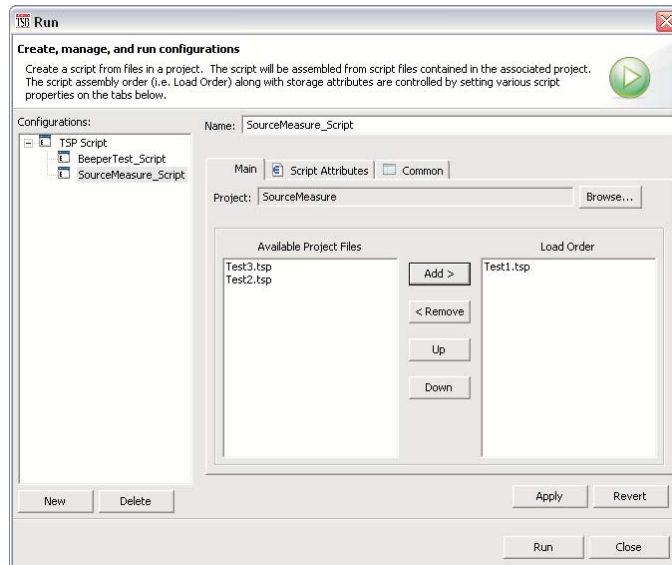 TSB Run
Create, manage, and run configurations
Create a script from files in a project. The script will be assembled from script files contained in the associated project.
The script assembly order (i.e. Load Order) along with storage attributes are controlled by setting various script
properties on the tabs below.
Configurations:
TSP Script
BeeperTest_Script
SourceMeasure_Script
New
Delete
Name: SourceMeasure_Script
Main
Script Attributes
Common
Project: SourceMeasure
Browse...
Available Project Files
Test3.tsp
Test2.tsp
Add >
< Remove
Up
Down
Load Order
Test1.tsp
Apply
Revert
Run
Close